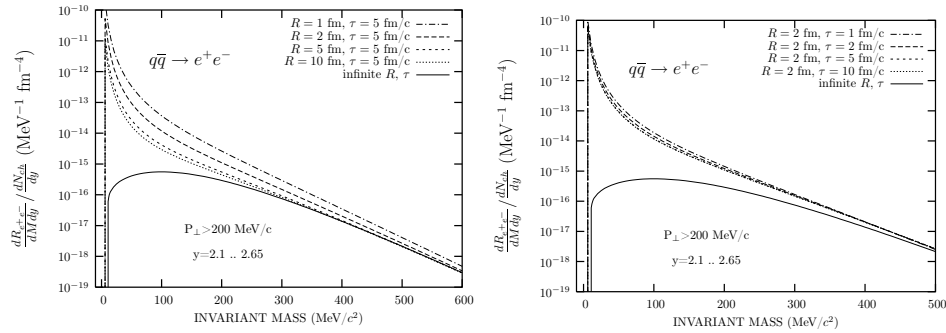 10⁻¹⁰
10⁻¹¹
10⁻¹²
10⁻¹³
10⁻¹⁴
10⁻¹⁵
10⁻¹⁶
10⁻¹⁷
10⁻¹⁸
10⁻¹⁹
dR_{e⁺e⁻}/dMdy / dN_{ch}/dy (MeV⁻¹ fm⁻⁴)
R = 1 fm, τ = 5 fm/c
R = 2 fm, τ = 5 fm/c
R = 5 fm, τ = 5 fm/c
R = 10 fm, τ = 5 fm/c
infinite R, τ
qq̅ → e⁺e⁻
P⊥>200 MeV/c
y=2.1 .. 2.65
0 100 200 300 400 500 600
INVARIANT MASS (MeV/c²)
10⁻¹⁰
10⁻¹¹
10⁻¹²
10⁻¹³
10⁻¹⁴
10⁻¹⁵
10⁻¹⁶
10⁻¹⁷
10⁻¹⁸
10⁻¹⁹
dR_{e⁺e⁻}/dMdy / dN_{ch}/dy (MeV⁻¹ fm⁻⁴)
R = 2 fm, τ = 1 fm/c
R = 2 fm, τ = 2 fm/c
R = 2 fm, τ = 5 fm/c
R = 2 fm, τ = 10 fm/c
infinite R, τ
qq̅ → e⁺e⁻
P⊥>200 MeV/c
y=2.1 .. 2.65
0 100 200 300 400 500
INVARIANT MASS (MeV/c²)